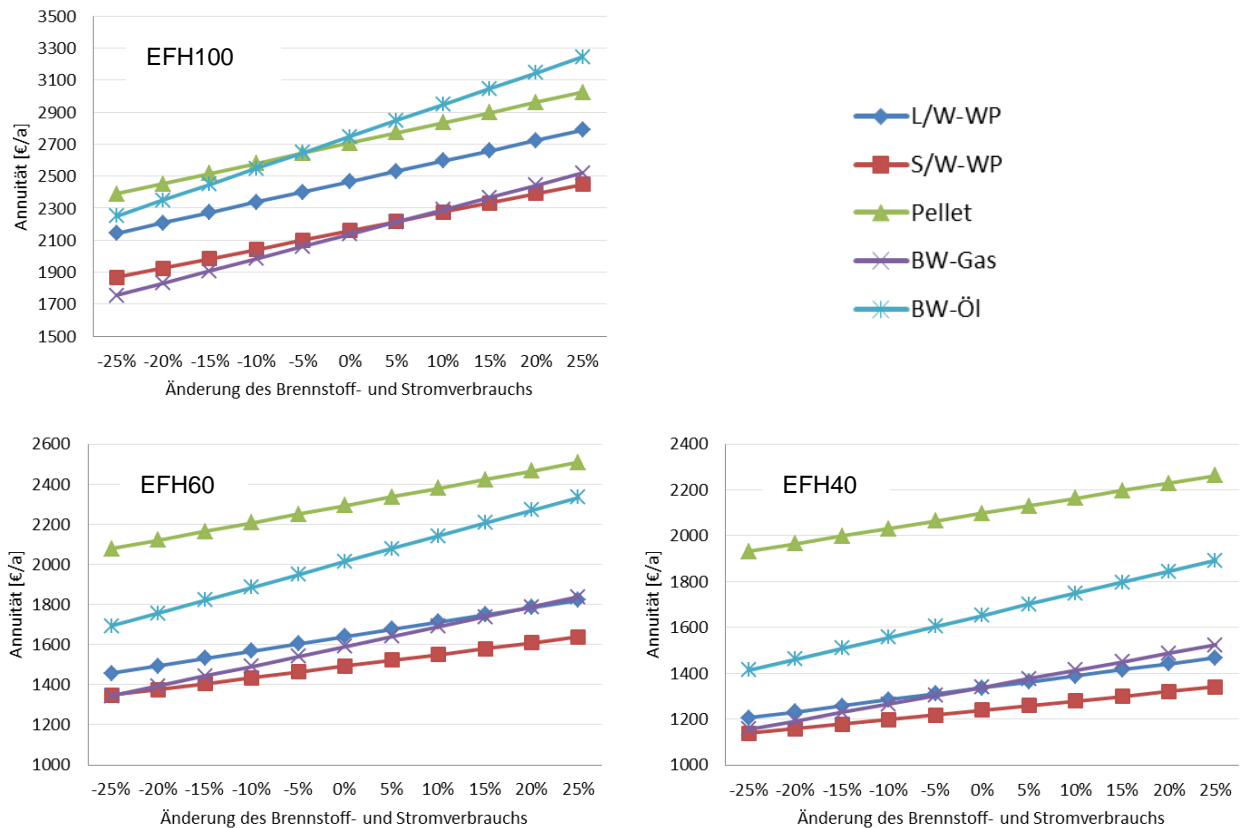 EFH100
Annuität [€/a]
3500
3300
3100
2900
2700
2500
2300
2100
1900
1700
1500
-25% -20% -15% -10% -5% 0% 5% 10% 15% 20% 25%
Änderung des Brennstoff- und Stromverbrauchs
L/W-WP
S/W-WP
Pellet
BW-Gas
BW-Öl
EFH60
Annuität [€/a]
2600
2400
2200
2000
1800
1600
1400
1200
1000
-25% -20% -15% -10% -5% 0% 5% 10% 15% 20% 25%
Änderung des Brennstoff- und Stromverbrauchs
EFH40
Annuität [€/a]
2400
2200
2000
1800
1600
1400
1200
1000
-25% -20% -15% -10% -5% 0% 5% 10% 15% 20% 25%
Änderung des Brennstoff- und Stromverbrauchs